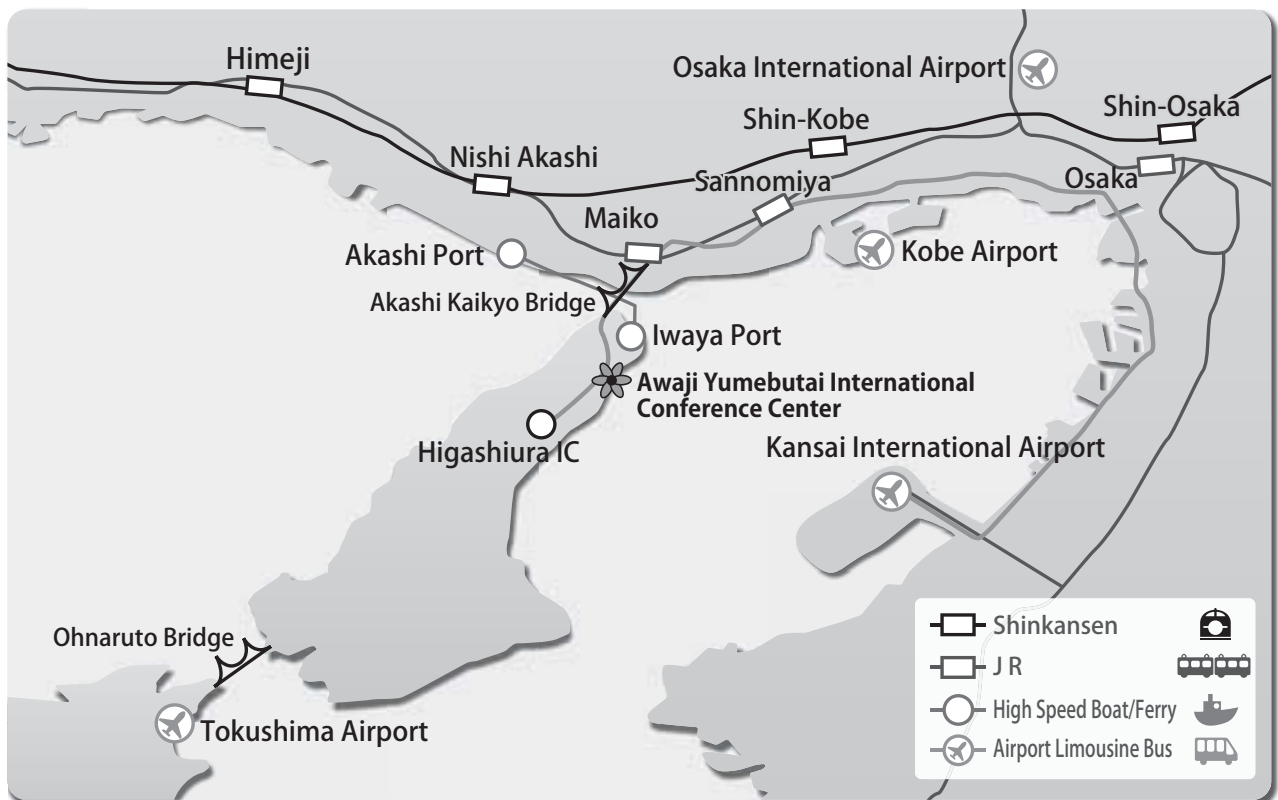 Himeji
Osaka International Airport
Shin-Osaka
Shin-Kobe
Nishi Akashi
Sannomiya
Osaka
Maiko
Akashi Port
Kobe Airport
Akashi Kaikyo Bridge
Iwaya Port
Awaji Yumebutai International
Conference Center
Higashiura IC
Kansai International Airport
Ohnaruto Bridge
Tokushima Airport
Shinkansen
J R
High Speed Boat/Ferry
Airport Limousine Bus